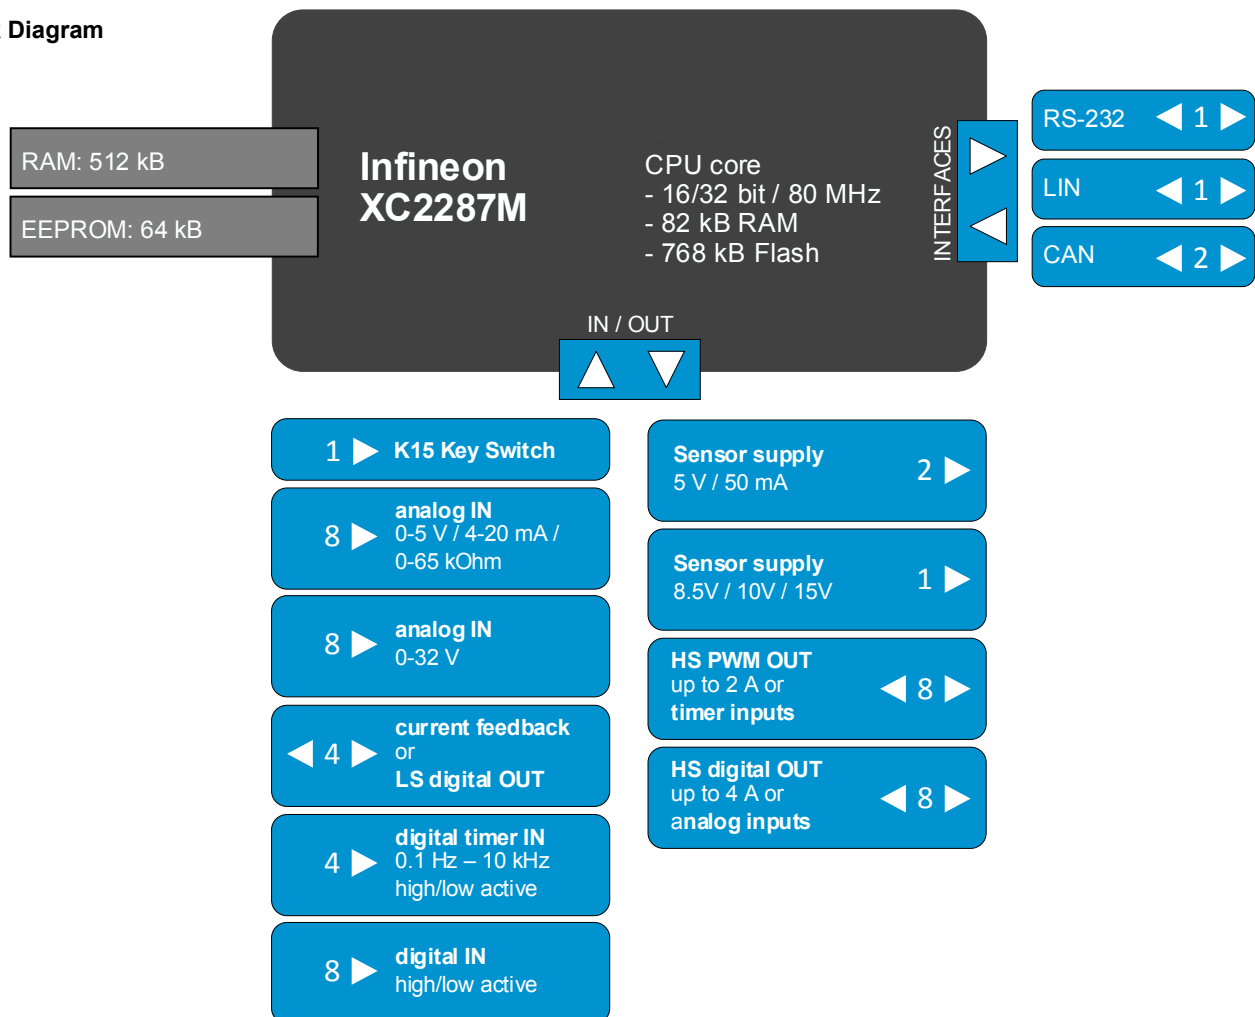 Diagram
RAM: 512 kB
EEPROM: 64 kB
Infineon
XC2287M
CPU core
- 16/32 bit / 80 MHz
- 82 kB RAM
- 768 kB Flash
INTERFACES
RS-232 1
LIN 1
CAN 2
IN / OUT
1 K15 Key Switch
8 analog IN
0-5 V / 4-20 mA /
0-65 kOhm
8 analog IN
0-32 V
4 current feedback
or
LS digital OUT
4 digital timer IN
0.1 Hz – 10 kHz
high/low active
8 digital IN
high/low active
Sensor supply
5 V / 50 mA 2
Sensor supply
8.5V / 10V / 15V 1
HS PWM OUT
up to 2 A or 8
timer inputs
HS digital OUT
up to 4 A or 8
analog inputs